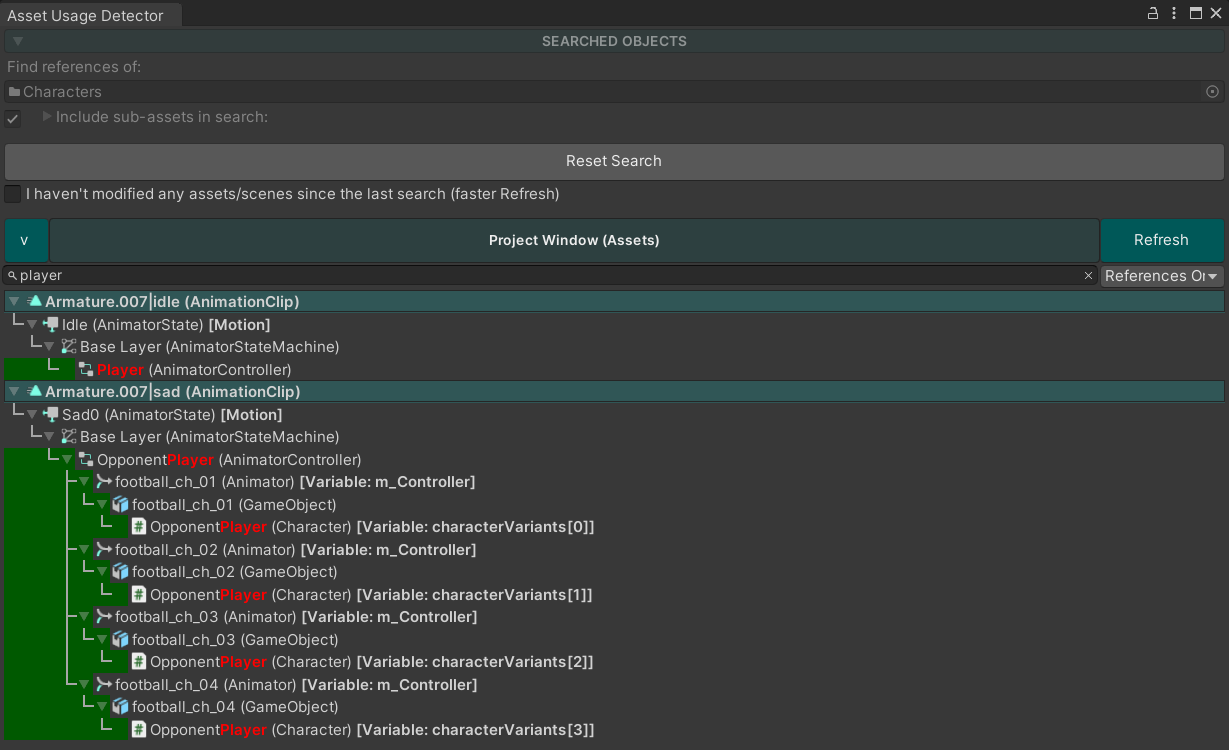 Asset Usage Detector
SEARCHED OBJECTS
Find references of:
Characters
Include sub-assets in search:
Reset Search
I haven't modified any assets/scenes since the last search (faster Refresh)
v
Project Window (Assets)
Refresh
player
References Or
Armature.007|idle (AnimationClip)
Idle (AnimatorState) [Motion]
Base Layer (AnimatorStateMachine)
Player (AnimatorController)
Armature.007|sad (AnimationClip)
Sad0 (AnimatorState) [Motion]
Base Layer (AnimatorStateMachine)
OpponentPlayer (AnimatorController)
football_ch_01 (Animator) [Variable: m_Controller]
football_ch_01 (GameObject)
OpponentPlayer (Character) [Variable: characterVariants[0]]
football_ch_02 (Animator) [Variable: m_Controller]
football_ch_02 (GameObject)
OpponentPlayer (Character) [Variable: characterVariants[1]]
football_ch_03 (Animator) [Variable: m_Controller]
football_ch_03 (GameObject)
OpponentPlayer (Character) [Variable: characterVariants[2]]
football_ch_04 (Animator) [Variable: m_Controller]
football_ch_04 (GameObject)
OpponentPlayer (Character) [Variable: characterVariants[3]]